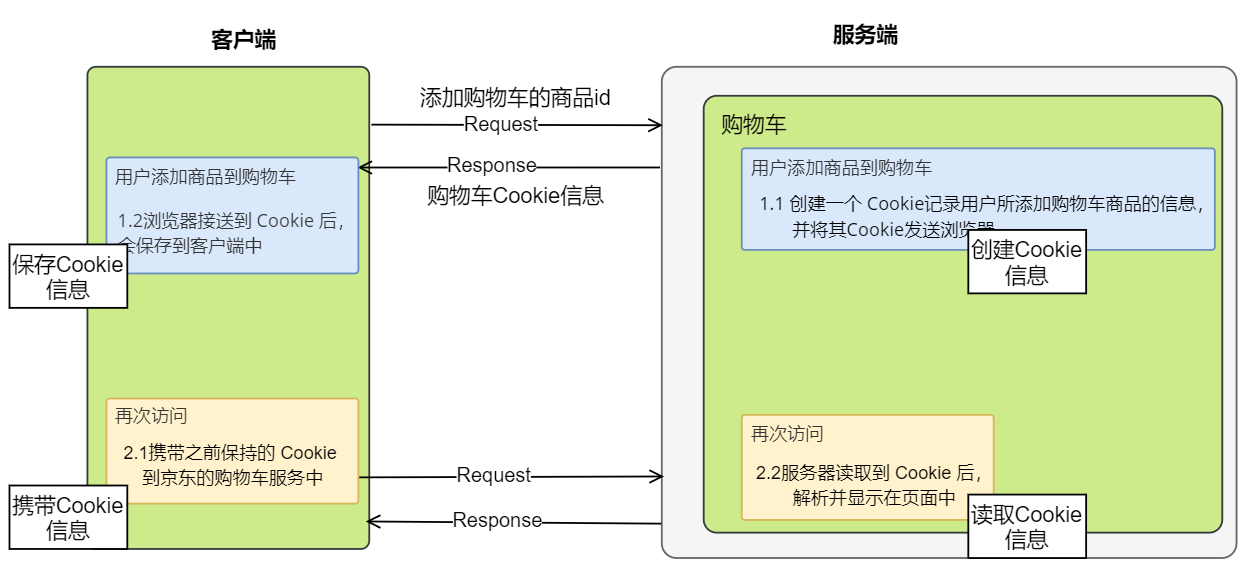 客户端
服务端
添加购物车的商品id
Request
购物车
Response
购物车Cookie信息
用户添加商品到购物车
1.2浏览器接送到 Cookie 后，
会保存到客户端中
保存Cookie
信息
用户添加商品到购物车
1.1 创建一个 Cookie记录用户所添加购物车商品的信息，
并将其Cookie发送浏览器
创建Cookie
信息
再次访问
2.1携带之前保持的 Cookie
到京东的购物车服务中
携带Cookie
信息
Request
Response
再次访问
2.2服务器读取到 Cookie 后，
解析并显示在页面中
读取Cookie
信息